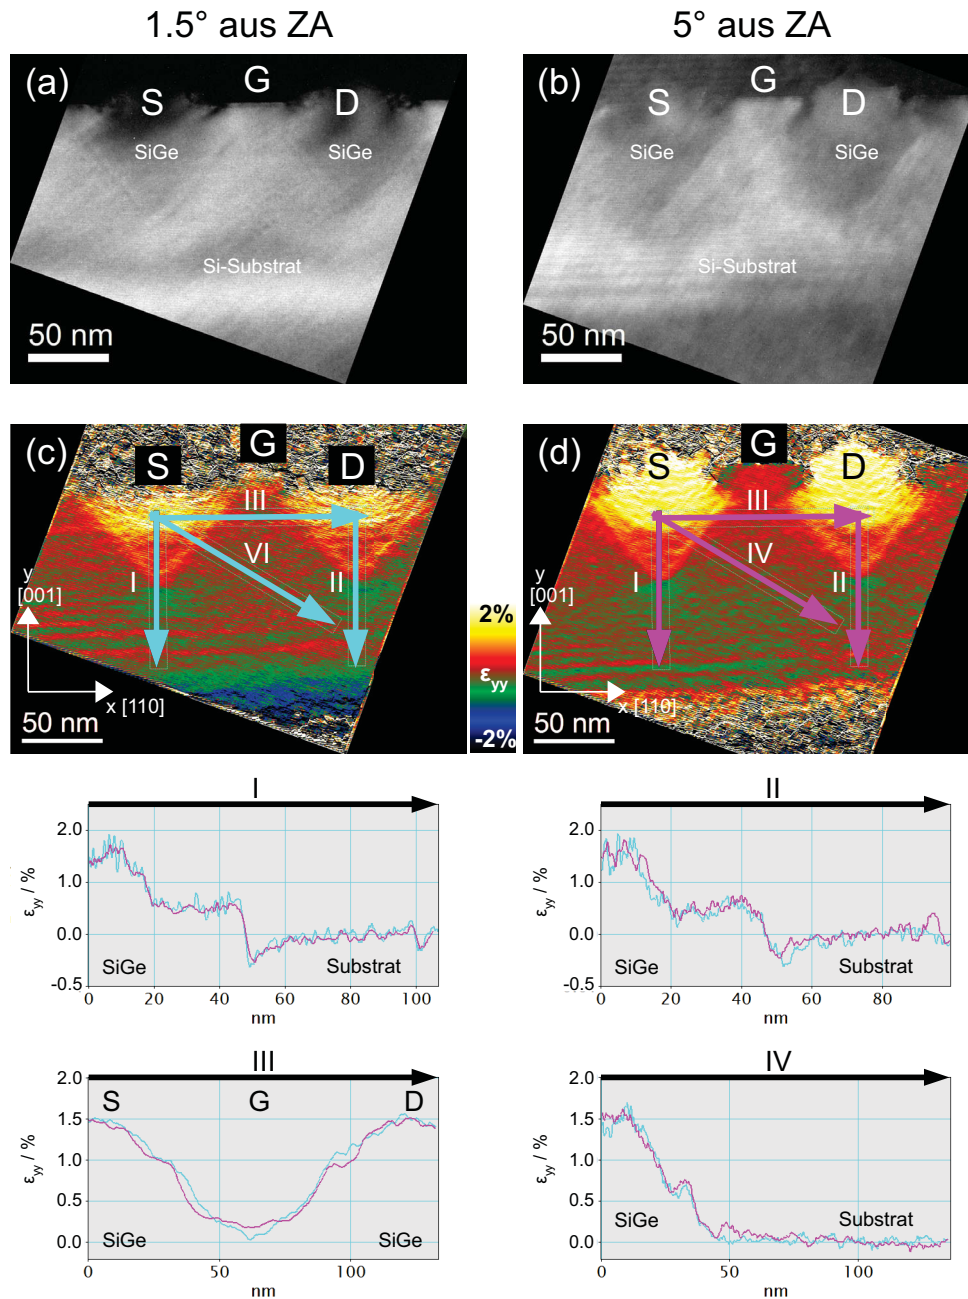 1.5° aus ZA
5° aus ZA
(a)
S
G
D
SiGe
SiGe
Si-Substrat
50 nm
(b)
S
G
D
SiGe
SiGe
Si-Substrat
50 nm
(c)
S
G
D
III
VI
I
II
y
[001]
x [110]
50 nm
2%
εyy
-2%
(d)
S
G
D
III
IV
I
II
y
[001]
x [110]
50 nm
I
2.0
1.0
0.0
-0.5
εyy / %
SiGe
Substrat
0 20 40 60 80 100
nm
II
2.0
1.0
0.0
-0.5
εyy / %
SiGe
Substrat
0 20 40 60 80
nm
III
2.0
1.5
1.0
0.5
0.0
εyy / %
S G D
SiGe SiGe
0 50 100
nm
IV
2.0
1.5
1.0
0.5
0.0
εyy / %
SiGe
Substrat
0 50 100
nm